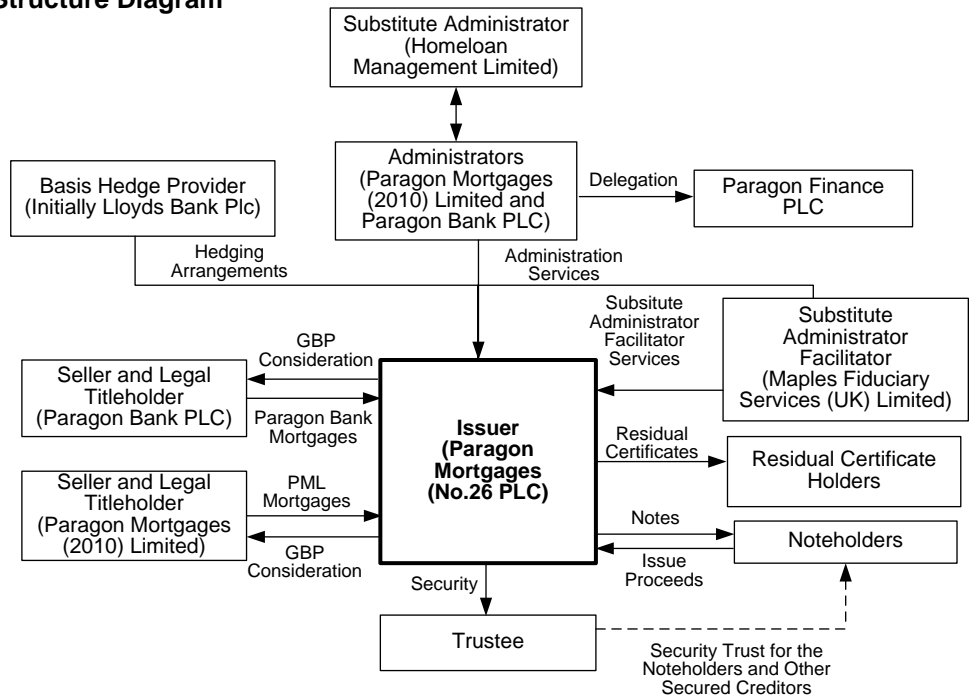 Structure Diagram
Substitute Administrator
(Homeloan
Management Limited)
Administrators
(Paragon Mortgages
(2010) Limited and
Paragon Bank PLC)
Delegation
Paragon Finance
PLC
Basis Hedge Provider
(Initially Lloyds Bank Plc)
Hedging
Arrangements
Administration
Services
Subsitute
Administrator
Facilitator
Services
Substitute
Administrator
Facilitator
(Maples Fiduciary
Services (UK) Limited)
GBP
Consideration
Seller and Legal
Titleholder
(Paragon Bank PLC)
Paragon Bank
Mortgages
Issuer
(Paragon
Mortgages
(No.26 PLC)
Residual
Certificates
Residual Certificate
Holders
Seller and Legal
Titleholder
(Paragon Mortgages
(2010) Limited)
PML
Mortgages
GBP
Consideration
Notes
Issue
Proceeds
Noteholders
Security
Trustee
Security Trust for the
Noteholders and Other
Secured Creditors